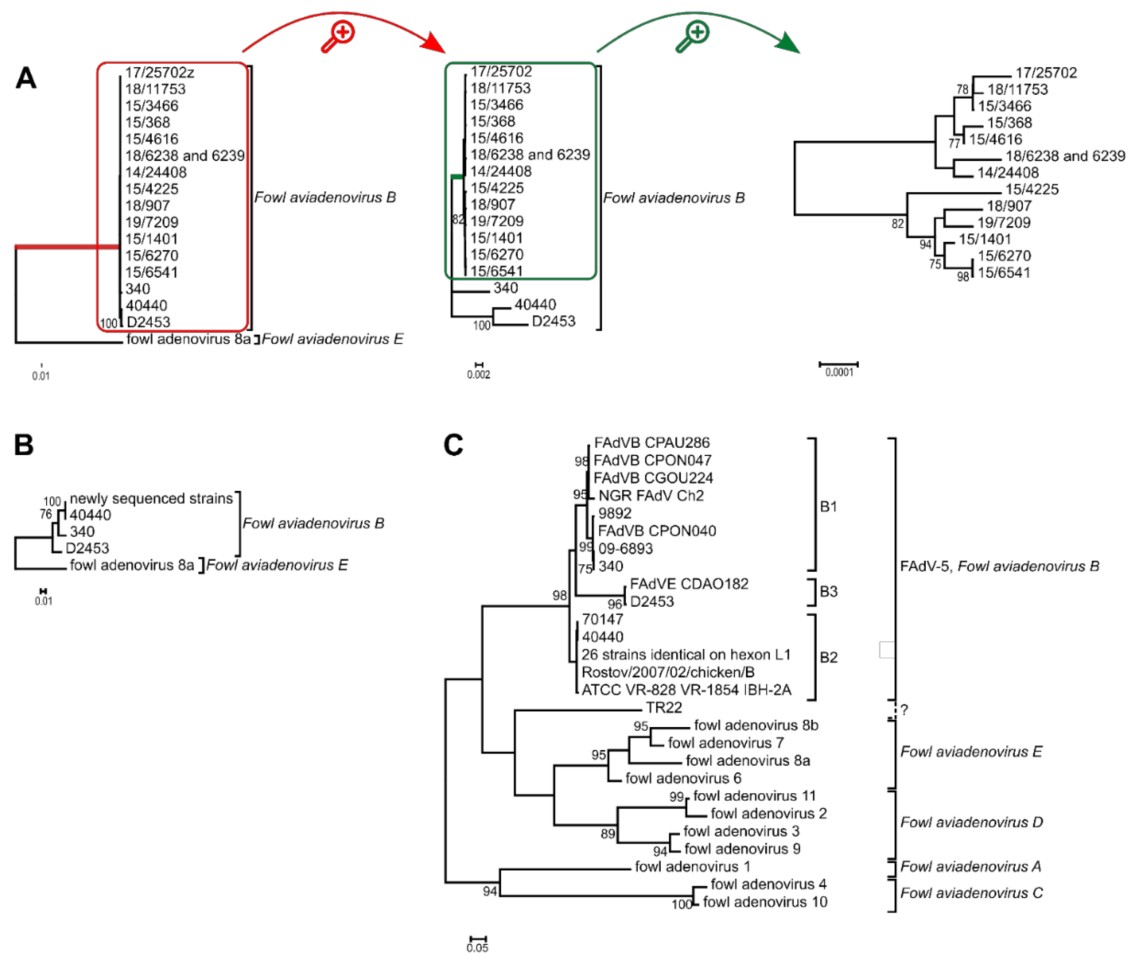 A
17/25702z
18/11753
15/3466
15/368
15/4616
18/6238 and 6239
14/24408
15/4225
18/907
19/7209
15/1401
15/6270
15/6541
340
40440
100
D2453
Fowl aviadenovirus B
fowl adenovirus 8a
Fowl aviadenovirus E
0.01
17/25702
18/11753
15/3466
15/368
15/4616
18/6238 and 6239
14/24408
15/4225
18/907
82
19/7209
15/1401
15/6270
15/6541
340
40440
100
D2453
Fowl aviadenovirus B
0.002
17/25702
78
18/11753
15/3466
15/368
77
15/4616
18/6238 and 6239
14/24408
15/4225
82
18/907
19/7209
94
15/1401
75
15/6270
98
15/6541
0.0001
B
100
newly sequenced strains
76
40440
340
D2453
Fowl aviadenovirus B
fowl adenovirus 8a
Fowl aviadenovirus E
0.01
C
FAdVB CPAU286
98
FAdVB CPON047
FAdVB CGOU224
95
NGR FAdV Ch2
9892
FAdVB CPON040
99
09-6893
75
340
B1
FAdVE CDAO182
96
D2453
B3
98
70147
40440
26 strains identical on hexon L1
Rostov/2007/02/chicken/B
ATCC VR-828 VR-1854 IBH-2A
B2
FAdV-5, Fowl aviadenovirus B
TR22
?
95
fowl adenovirus 8b
fowl adenovirus 7
95
fowl adenovirus 8a
fowl adenovirus 6
Fowl aviadenovirus E
99
fowl adenovirus 11
fowl adenovirus 2
89
fowl adenovirus 3
94
fowl adenovirus 9
Fowl aviadenovirus D
fowl adenovirus 1
Fowl aviadenovirus A
94
fowl adenovirus 4
100
fowl adenovirus 10
Fowl aviadenovirus C
0.05